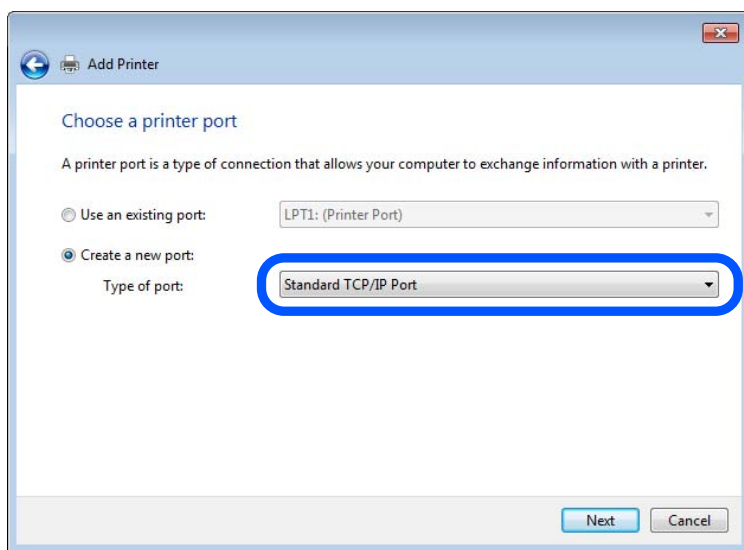 Add Printer
Choose a printer port
A printer port is a type of connection that allows your computer to exchange information with a printer.
Use an existing port: LPT1: (Printer Port)
Create a new port:
Type of port: Standard TCP/IP Port
Next Cancel